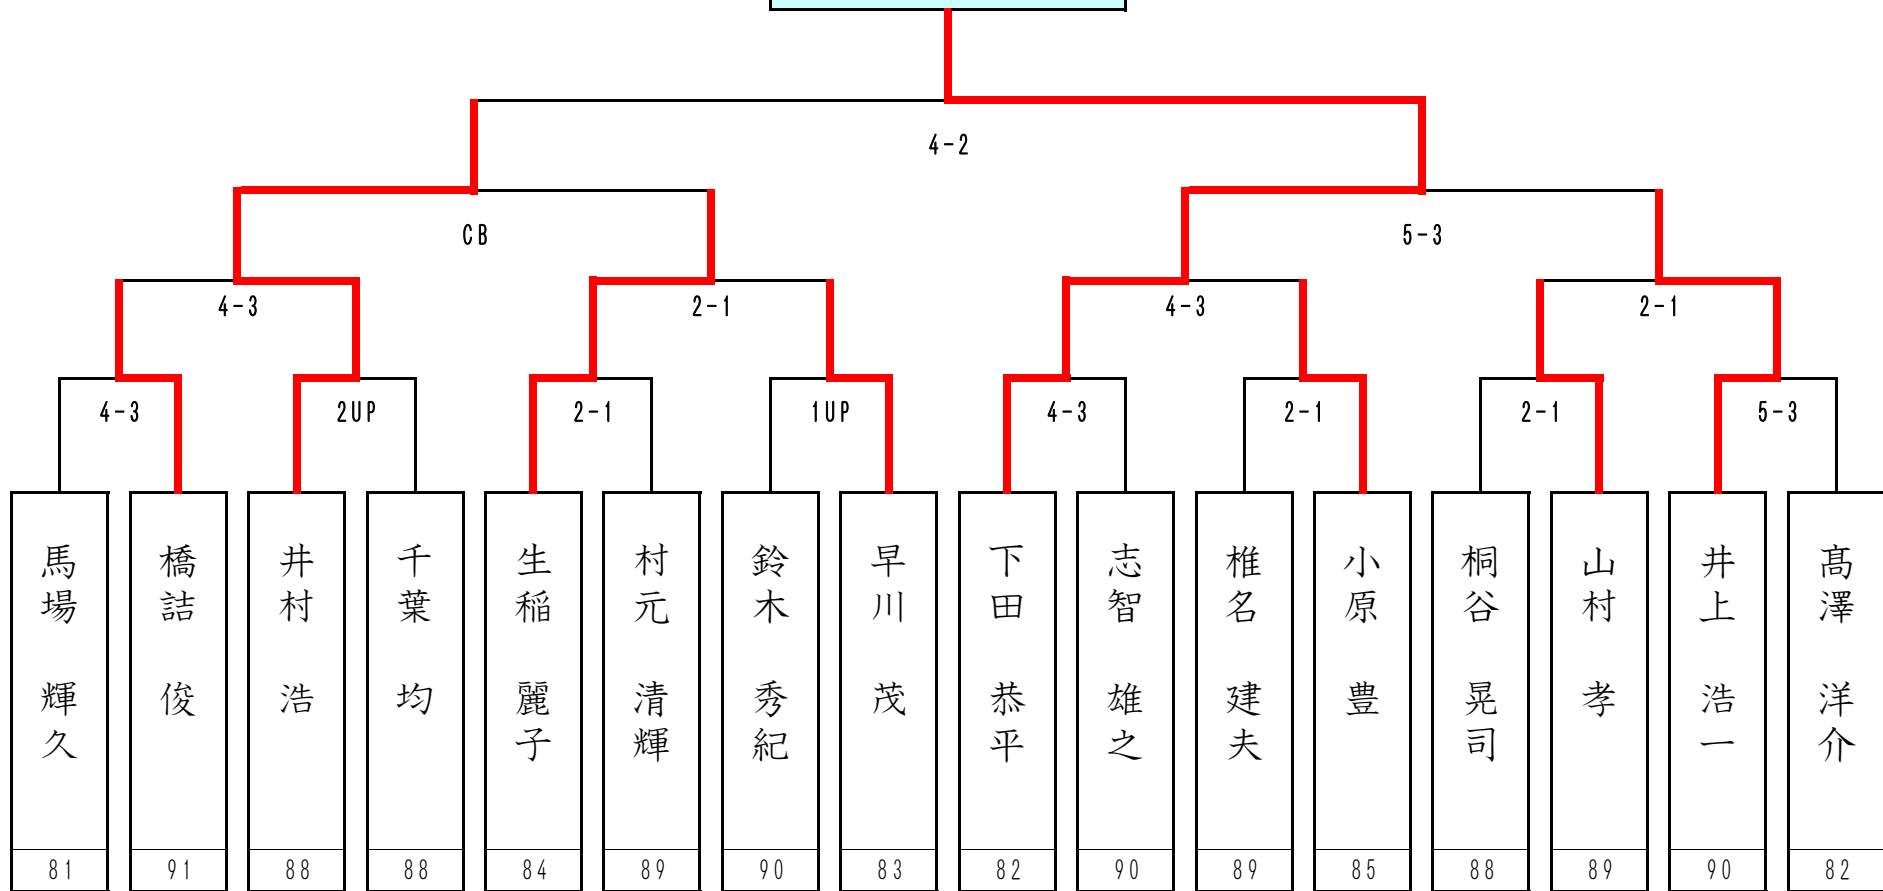 4-2
CB
5-3
4-3
2-1
4-3
2-1
4-3
2UP
2-1
1UP
4-3
2-1
2-1
5-3
馬場 輝久
橋詰 俊
井村 浩
千葉 均
生稲 麗子
村元 清輝
鈴木 秀紀
早川 茂
下田 恭平
志智 雄之
椎名 建夫
小原 豊
桐谷 晃司
山村 孝
井上 浩一
髙澤 洋介
81
91
88
88
84
89
90
83
82
90
89
85
88
89
90
82